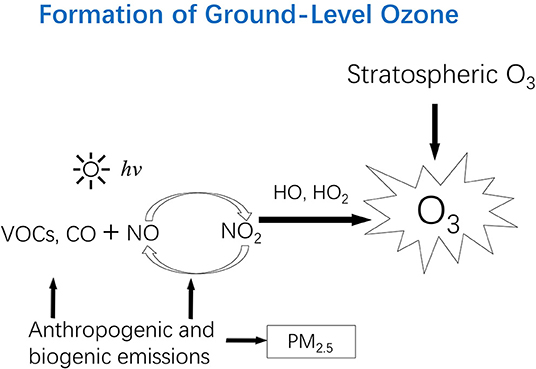 Formation of Ground-Level Ozone
Stratospheric O₃
hν
HO, HO₂
VOCs, CO + NO
NO₂
O₃
Anthropogenic and
biogenic emissions
PM₂.₅